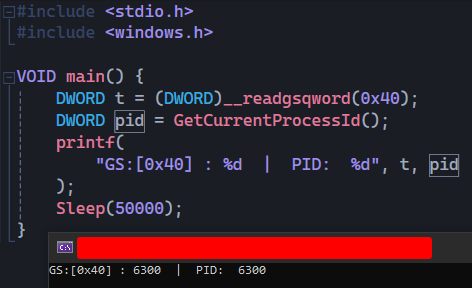 #include <stdio.h>
#include <windows.h>
VOID main() {
DWORD t = (DWORD)__readgsqword(0x40);
DWORD pid = GetCurrentProcessId();
printf(
"GS:[0x40] : %d  |  PID:  %d", t, pid
);
Sleep(50000);
}
C:\
GS:[0x40] : 6300  |  PID:  6300